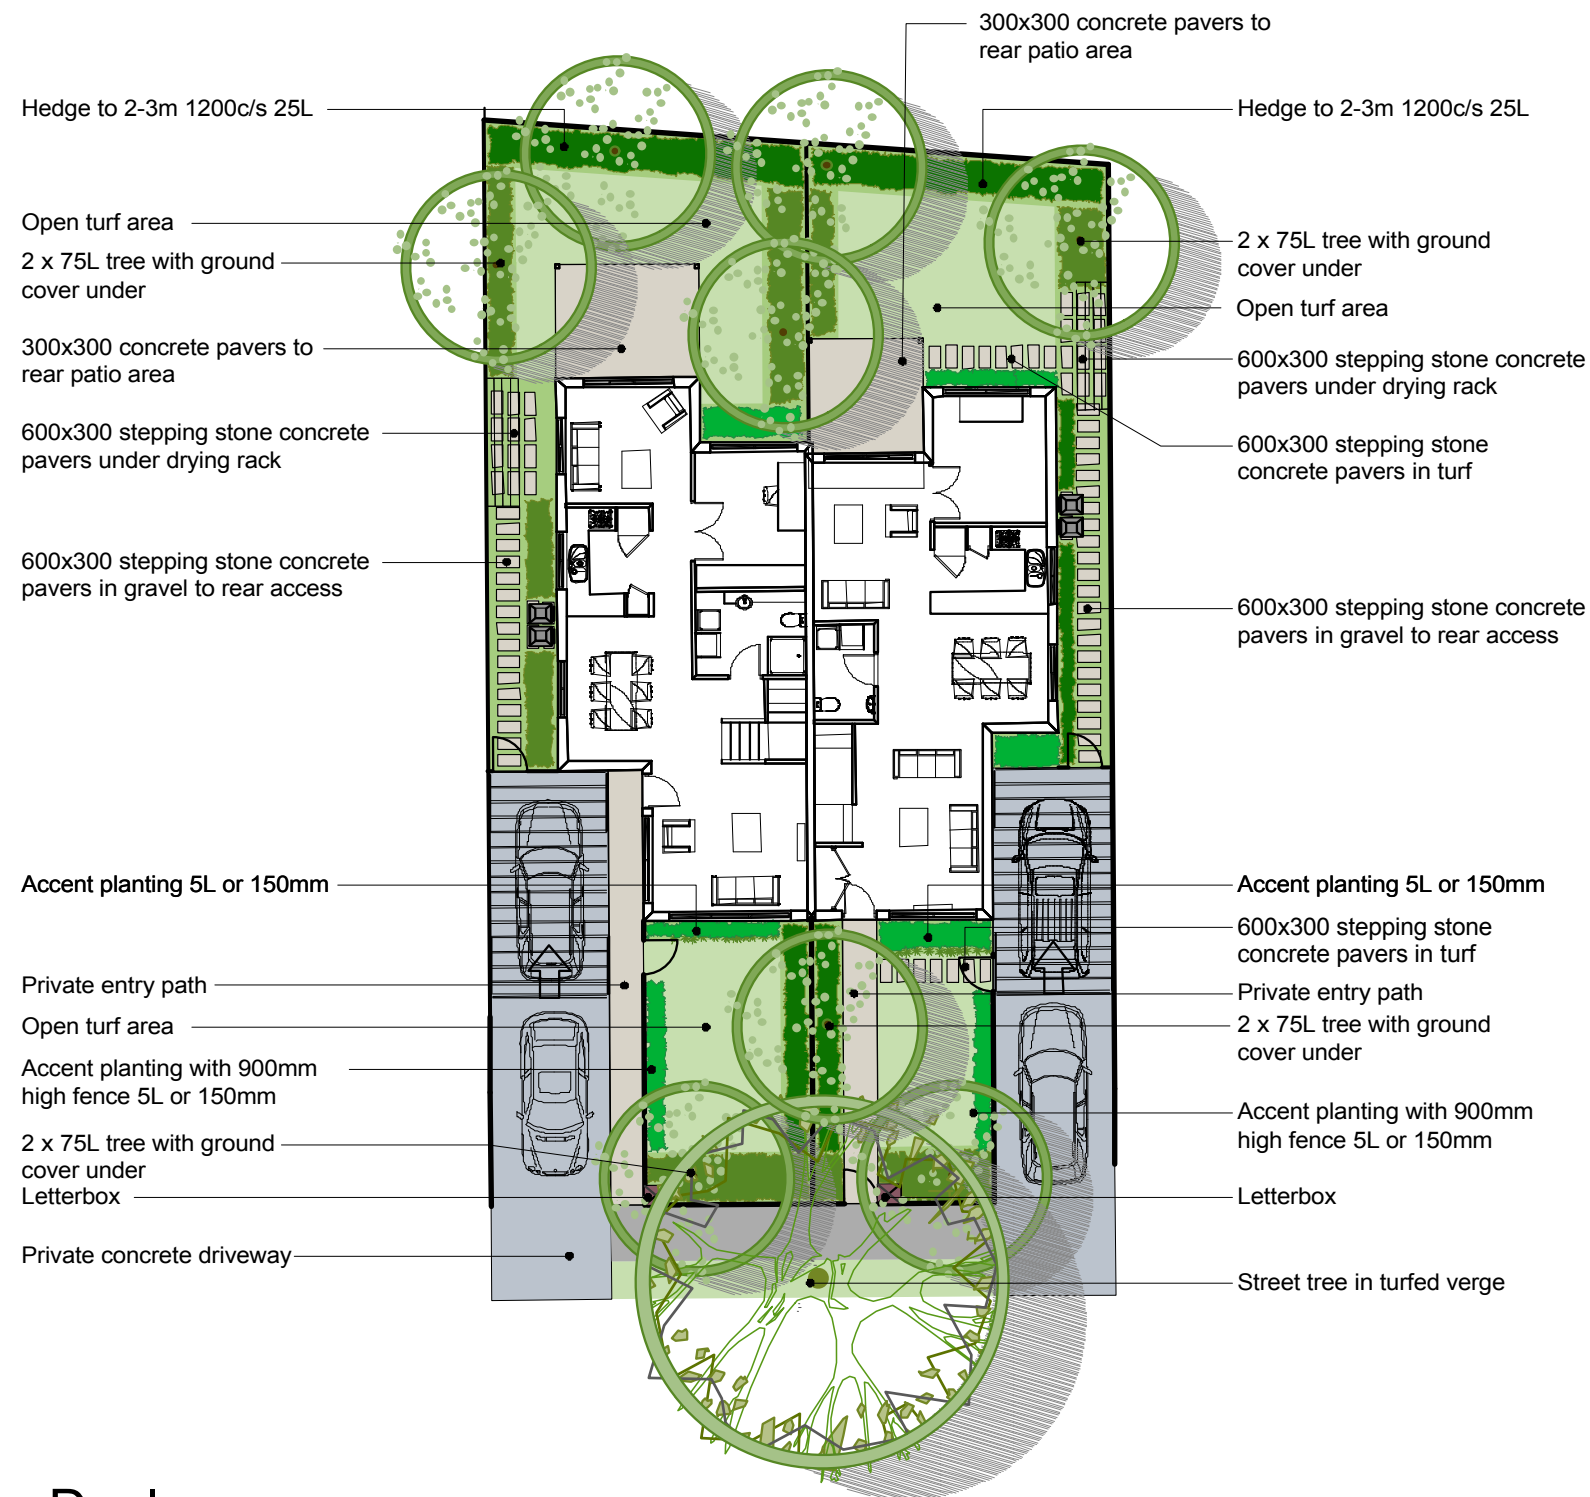 300x300 concrete pavers to
rear patio area
Hedge to 2-3m 1200c/s 25L
Open turf area
2 x 75L tree with ground
cover under
300x300 concrete pavers to
rear patio area
600x300 stepping stone concrete
pavers under drying rack
600x300 stepping stone concrete
pavers in gravel to rear access
Accent planting 5L or 150mm
Private entry path
Open turf area
Accent planting with 900mm
high fence 5L or 150mm
2 x 75L tree with ground
cover under
Letterbox
Private concrete driveway
Hedge to 2-3m 1200c/s 25L
2 x 75L tree with ground
cover under
Open turf area
600x300 stepping stone concrete
pavers under drying rack
600x300 stepping stone
concrete pavers in turf
600x300 stepping stone concrete
pavers in gravel to rear access
Accent planting 5L or 150mm
600x300 stepping stone
concrete pavers in turf
Private entry path
2 x 75L tree with ground
cover under
Accent planting with 900mm
high fence 5L or 150mm
Letterbox
Street tree in turfed verge